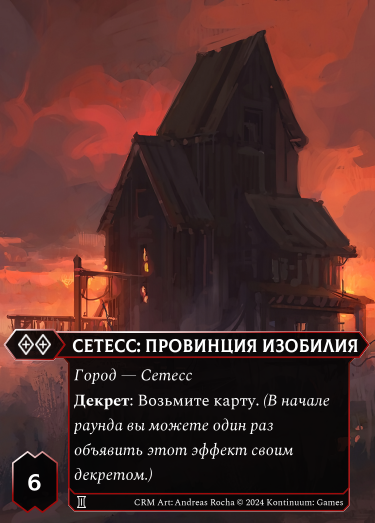 СЕТЕСС: ПРОВИНЦИЯ ИЗОБИЛИЯ
Город — Сетесс
Декрет: Возьмите карту. (В начале
раунда вы можете один раз
объявить этот эффект своим
декретом.)
6
CRM Art: Andreas Rocha © 2024 Kontinuum: Games